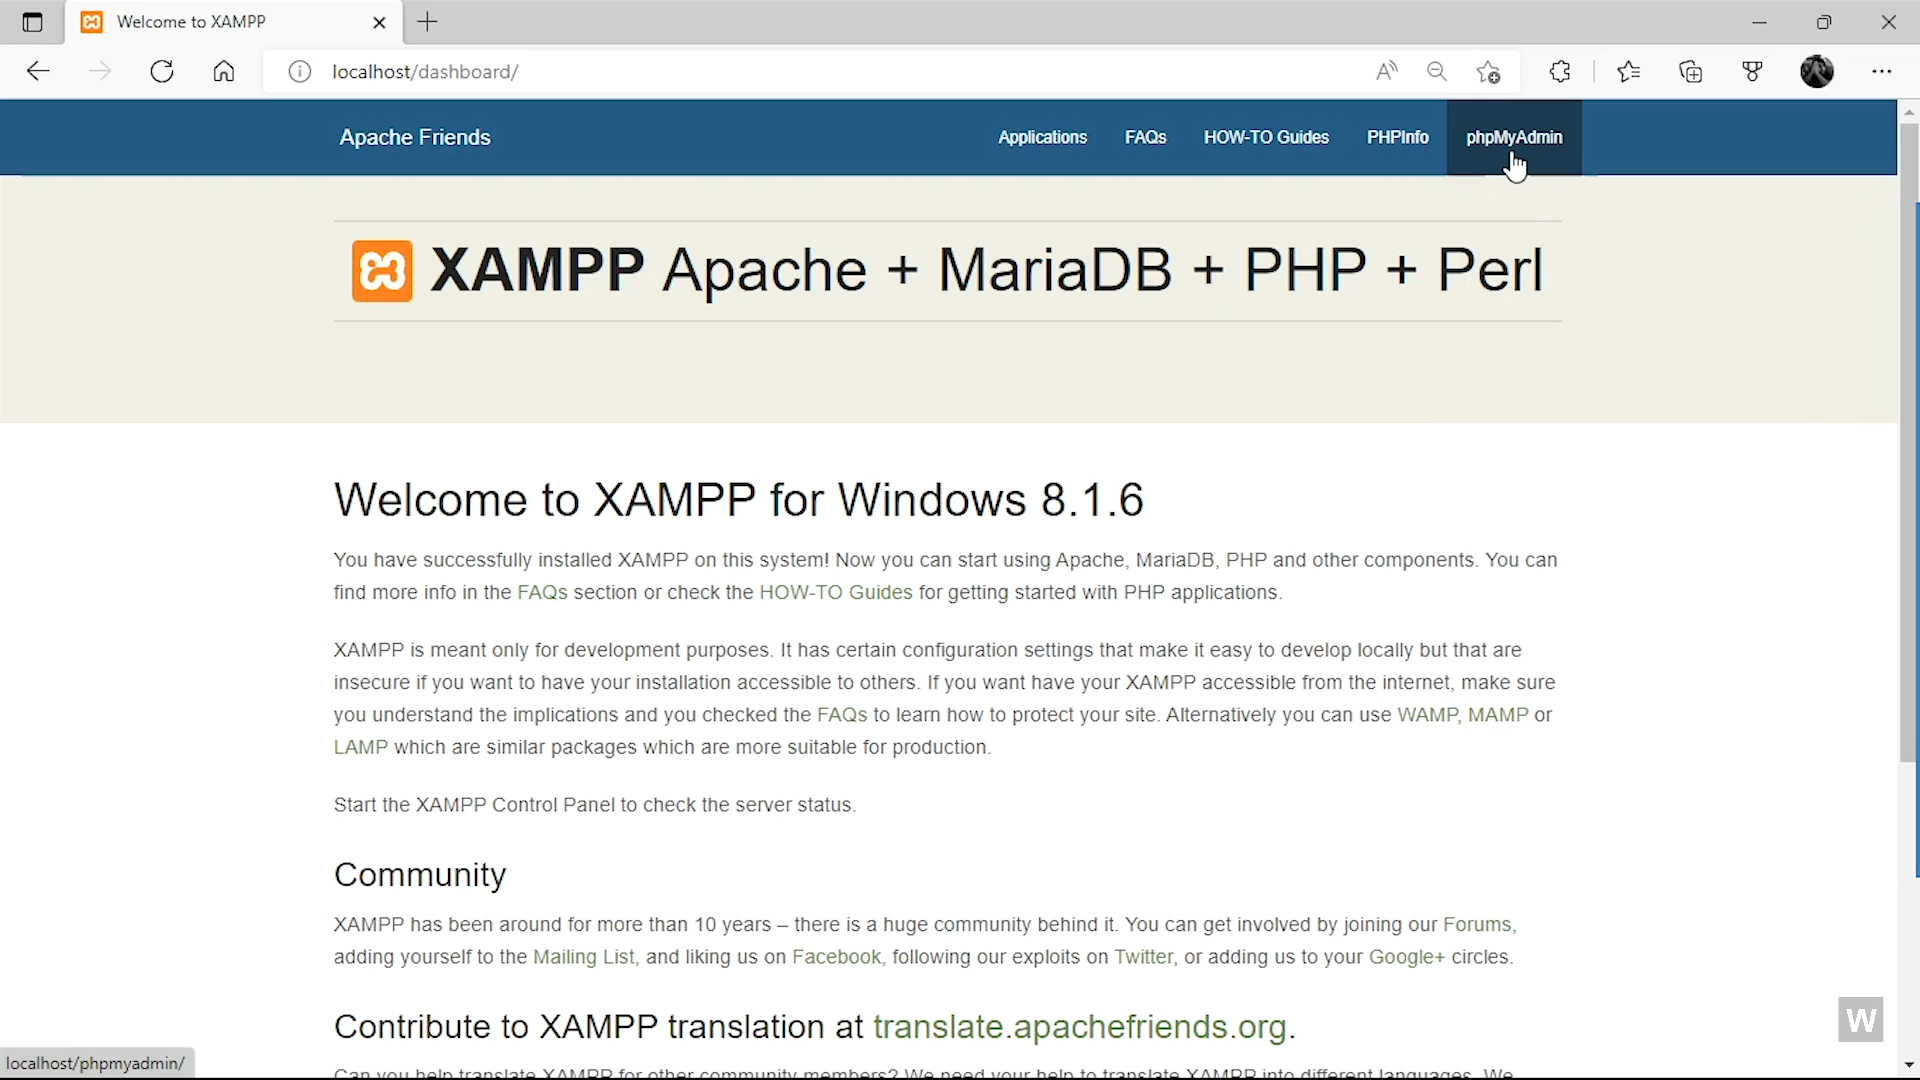 Welcome to XAMPP
localhost/dashboard/
Apache Friends
Applications
FAQs
HOW-TO Guides
PHPInfo
phpMyAdmin
XAMPP Apache + MariaDB + PHP + Perl
Welcome to XAMPP for Windows 8.1.6
You have successfully installed XAMPP on this system! Now you can start using Apache, MariaDB, PHP and other components. You can
find more info in the FAQs section or check the HOW-TO Guides for getting started with PHP applications.
XAMPP is meant only for development purposes. It has certain configuration settings that make it easy to develop locally but that are
insecure if you want to have your installation accessible to others. If you want have your XAMPP accessible from the internet, make sure
you understand the implications and you checked the FAQs to learn how to protect your site. Alternatively you can use WAMP, MAMP or
LAMP which are similar packages which are more suitable for production.
Start the XAMPP Control Panel to check the server status.
Community
XAMPP has been around for more than 10 years – there is a huge community behind it. You can get involved by joining our Forums,
adding yourself to the Mailing List, and liking us on Facebook, following our exploits on Twitter, or adding us to your Google+ circles.
Contribute to XAMPP translation at translate.apachefriends.org.
Can you help translate XAMPP for other community members? We need your help to translate XAMPP into different languages. We
localhost/phpmyadmin/
W